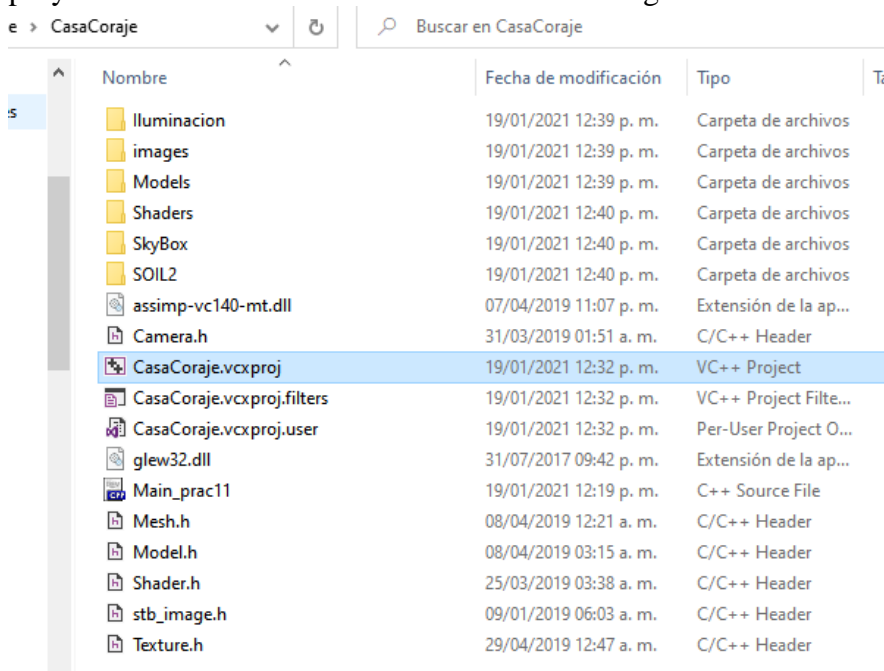 e > CasaCoraje Buscar en CasaCoraje
Nombre Fecha de modificación Tipo
es
Iluminacion 19/01/2021 12:39 p. m. Carpeta de archivos
images 19/01/2021 12:39 p. m. Carpeta de archivos
Models 19/01/2021 12:39 p. m. Carpeta de archivos
Shaders 19/01/2021 12:40 p. m. Carpeta de archivos
SkyBox 19/01/2021 12:40 p. m. Carpeta de archivos
SOIL2 19/01/2021 12:40 p. m. Carpeta de archivos
assimp-vc140-mt.dll 07/04/2019 11:07 p. m. Extensión de la ap...
Camera.h 31/03/2019 01:51 a. m. C/C++ Header
CasaCoraje.vcxproj 19/01/2021 12:32 p. m. VC++ Project
CasaCoraje.vcxproj.filters 19/01/2021 12:32 p. m. VC++ Project Filte...
CasaCoraje.vcxproj.user 19/01/2021 12:32 p. m. Per-User Project O...
glew32.dll 31/07/2017 09:42 p. m. Extensión de la ap...
Main_prac11 19/01/2021 12:19 p. m. C++ Source File
Mesh.h 08/04/2019 12:21 a. m. C/C++ Header
Model.h 08/04/2019 03:15 a. m. C/C++ Header
Shader.h 25/03/2019 03:38 a. m. C/C++ Header
stb_image.h 09/01/2019 06:03 a. m. C/C++ Header
Texture.h 29/04/2019 12:47 a. m. C/C++ Header